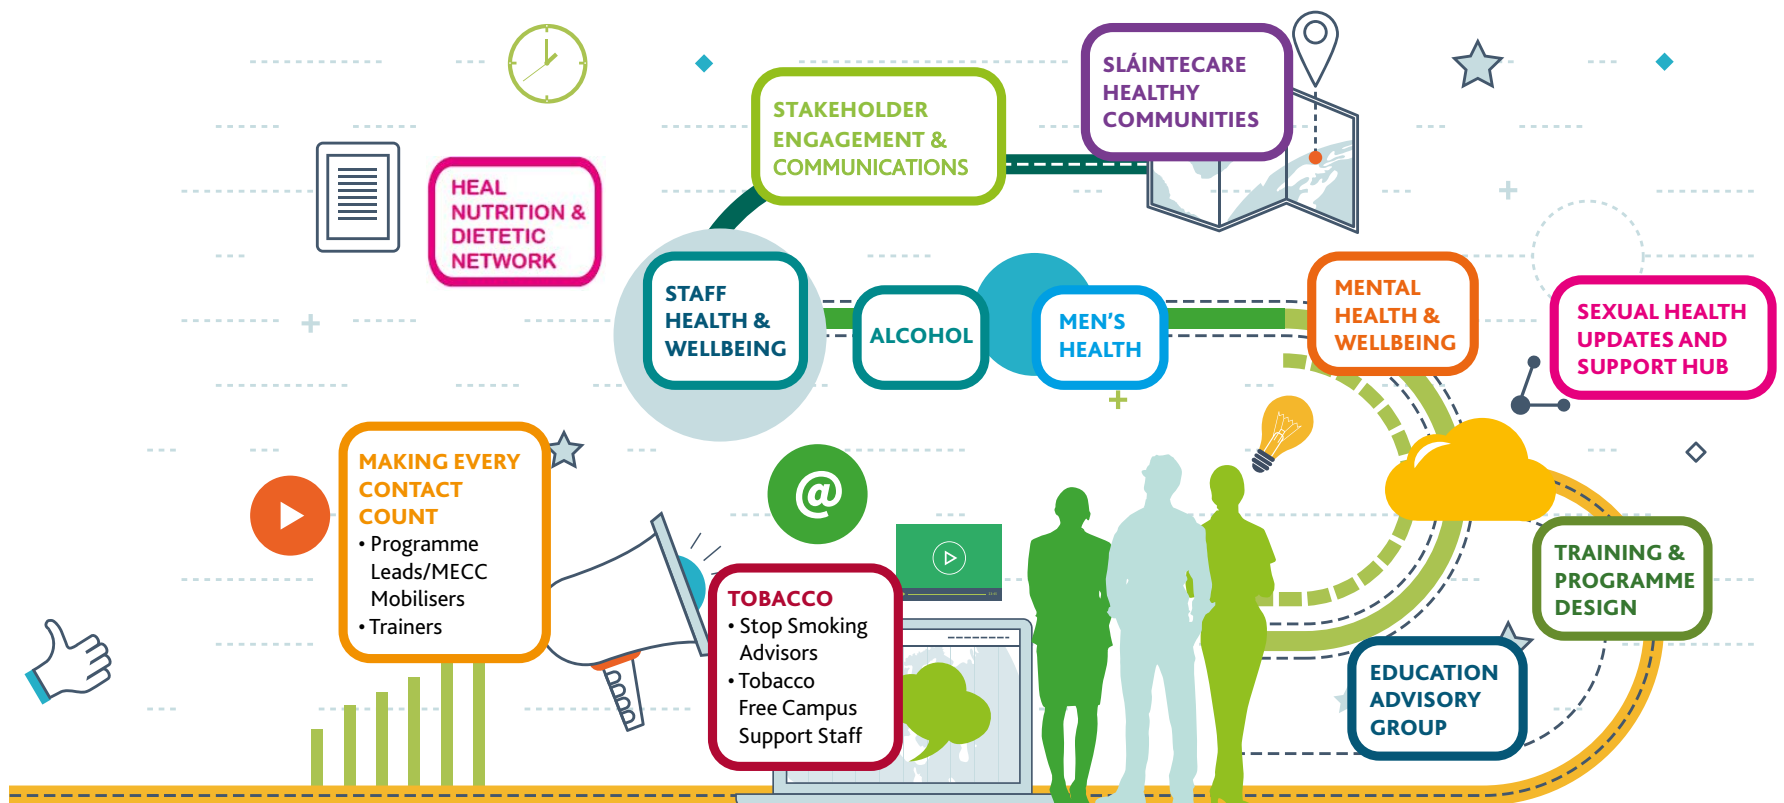 SLÁINTECARE
HEALTHY
COMMUNITIES
STAKEHOLDER
ENGAGEMENT &
COMMUNICATIONS
HEAL
NUTRITION &
DIETETIC
NETWORK
STAFF
HEALTH &
WELLBEING
ALCOHOL
MEN'S
HEALTH
MENTAL
HEALTH &
WELLBEING
SEXUAL HEALTH
UPDATES AND
SUPPORT HUB
MAKING EVERY
CONTACT
COUNT
• Programme
Leads/MECC
Mobilisers
• Trainers
@
TOBACCO
• Stop Smoking
Advisors
• Tobacco
Free Campus
Support Staff
TRAINING &
PROGRAMME
DESIGN
EDUCATION
ADVISORY
GROUP